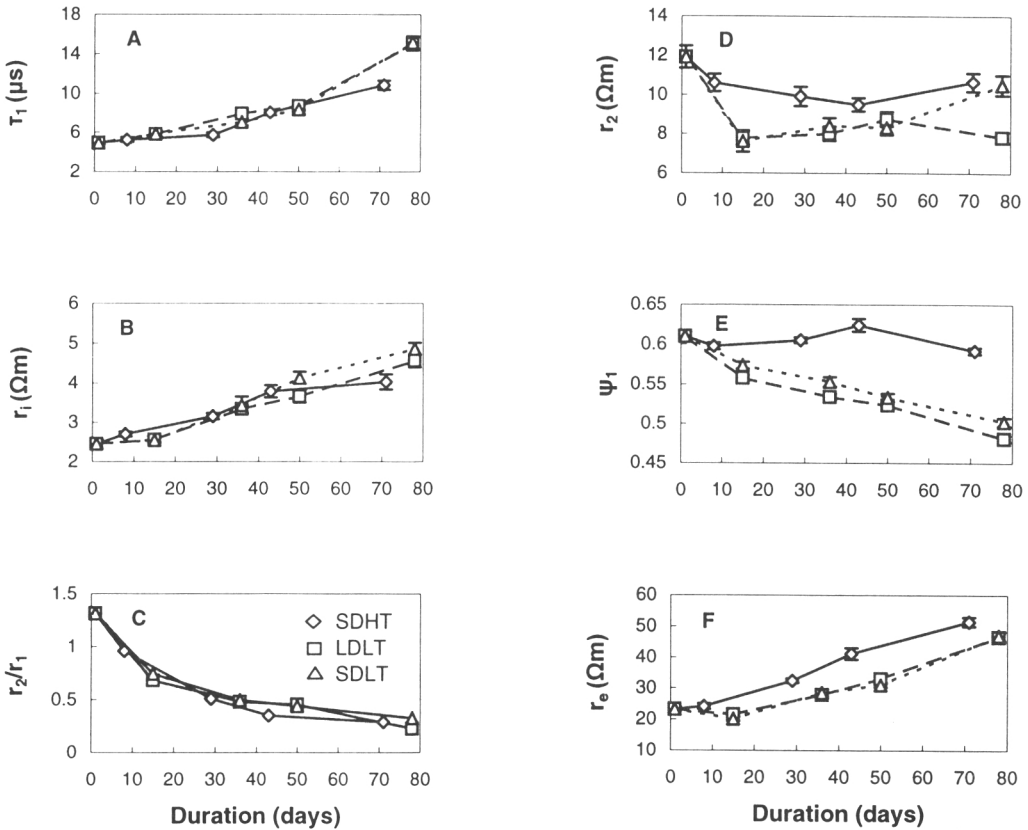 A
τ₁ (µs)
18
14
10
6
2
0 10 20 30 40 50 60 70 80
D
r₂ (Ωm)
14
12
10
8
6
0 10 20 30 40 50 60 70 80
B
rᵢ (Ωm)
6
5
4
3
2
0 10 20 30 40 50 60 70 80
E
ψ₁
0.65
0.6
0.55
0.5
0.45
0 10 20 30 40 50 60 70 80
C
r₂/r₁
1.5
1
0.5
0
SDHT
LDLT
SDLT
0 10 20 30 40 50 60 70 80
Duration (days)
F
rₑ (Ωm)
60
50
40
30
20
10
0 10 20 30 40 50 60 70 80
Duration (days)